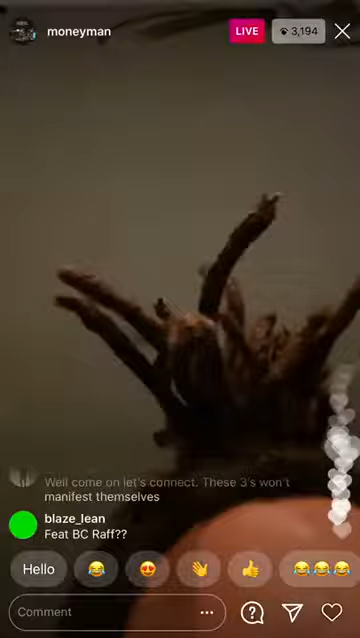 moneyman
LIVE
3,194
Well come on let's connect. These 3's won't
manifest themselves
blaze_lean
Feat BC Raff??
Hello
Comment